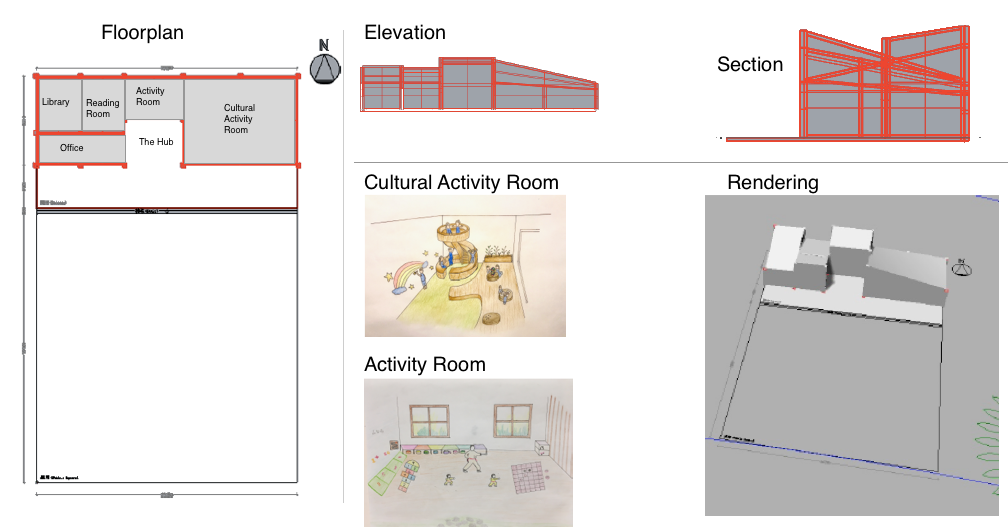 Floorplan
N
Library
Reading
Room
Activity
Room
Cultural
Activity
Room
Office
The Hub
Elevation
Section
Cultural Activity Room
Activity Room
Rendering
N